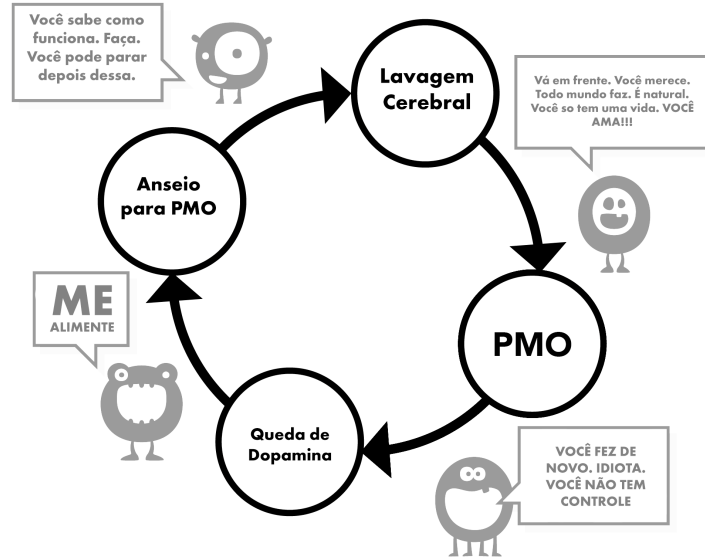 Você sabe como
funciona. Faça.
Você pode parar
depois dessa.
Lavagem
Cerebral
Vá em frente. Você merece.
Todo mundo faz. É natural.
Você so tem uma vida. VOCÊ
AMA!!!
Anseio
para PMO
ME
ALIMENTE
PMO
Queda de
Dopamina
VOCÊ FEZ DE
NOVO. IDIOTA.
VOCÊ NÃO TEM
CONTROLE